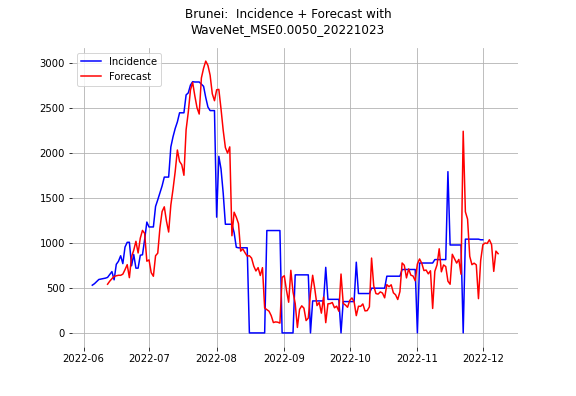 Brunei:  Incidence + Forecast with
WaveNet_MSE0.0050_20221023
Incidence
Forecast
3000
2500
2000
1500
1000
500
0
2022-06 2022-07 2022-08 2022-09 2022-10 2022-11 2022-12